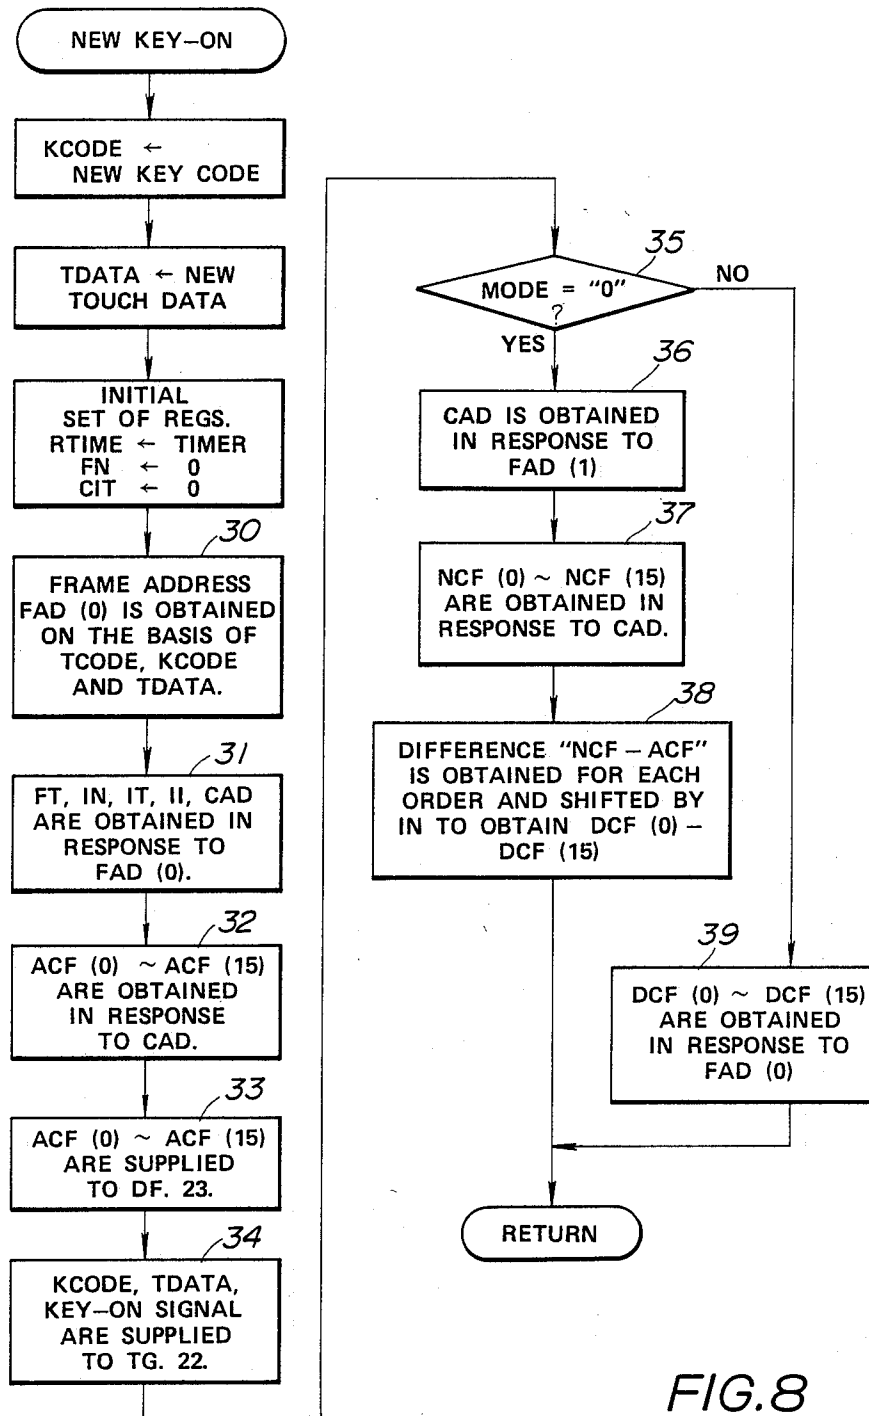 NEW KEY–ON
KCODE ←
NEW KEY CODE
TDATA ← NEW
TOUCH DATA
INITIAL
SET OF REGS.
RTIME ← TIMER
FN ← 0
CIT ← 0
30
FRAME ADDRESS
FAD (0) IS OBTAINED
ON THE BASIS OF
TCODE, KCODE
AND TDATA.
31
FT, IN, IT, II, CAD
ARE OBTAINED IN
RESPONSE TO
FAD (0).
32
ACF (0) ~ ACF (15)
ARE OBTAINED
IN RESPONSE
TO CAD.
33
ACF (0) ~ ACF (15)
ARE SUPPLIED
TO DF. 23.
34
KCODE, TDATA,
KEY–ON SIGNAL
ARE SUPPLIED
TO TG. 22.
35
MODE = "0"
?
NO
YES
36
CAD IS OBTAINED
IN RESPONSE TO
FAD (1)
37
NCF (0) ~ NCF (15)
ARE OBTAINED IN
RESPONSE TO CAD.
38
DIFFERENCE "NCF – ACF"
IS OBTAINED FOR EACH
ORDER AND SHIFTED BY
IN TO OBTAIN DCF (0) –
DCF (15)
39
DCF (0) ~ DCF (15)
ARE OBTAINED
IN RESPONSE TO
FAD (0)
RETURN
FIG.8